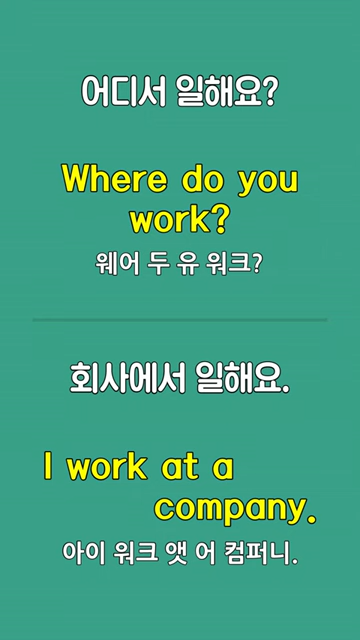 어디서 일해요?
Where do you
work?
웨어 두 유 워크?
회사에서 일해요.
I work at a
company.
아이 워크 앳 어 컴퍼니.